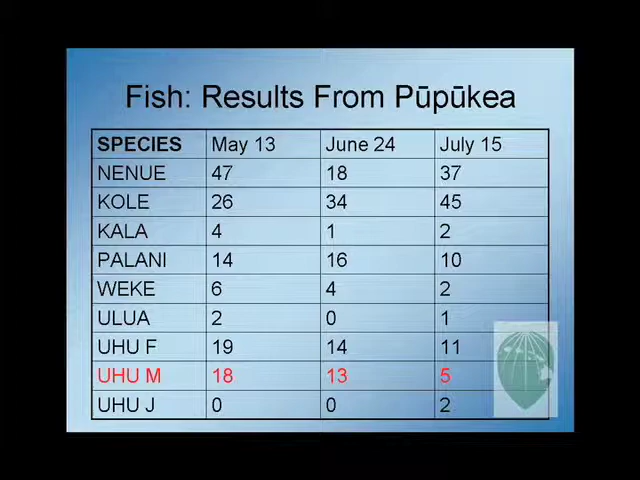 Fish: Results From Pūpūkea
SPECIES May 13 June 24 July 15
NENUE 47 18 37
KOLE 26 34 45
KALA 4 1 2
PALANI 14 16 10
WEKE 6 4 2
ULUA 2 0 1
UHU F 19 14 11
UHU M 18 13 5
UHU J 0 0 2